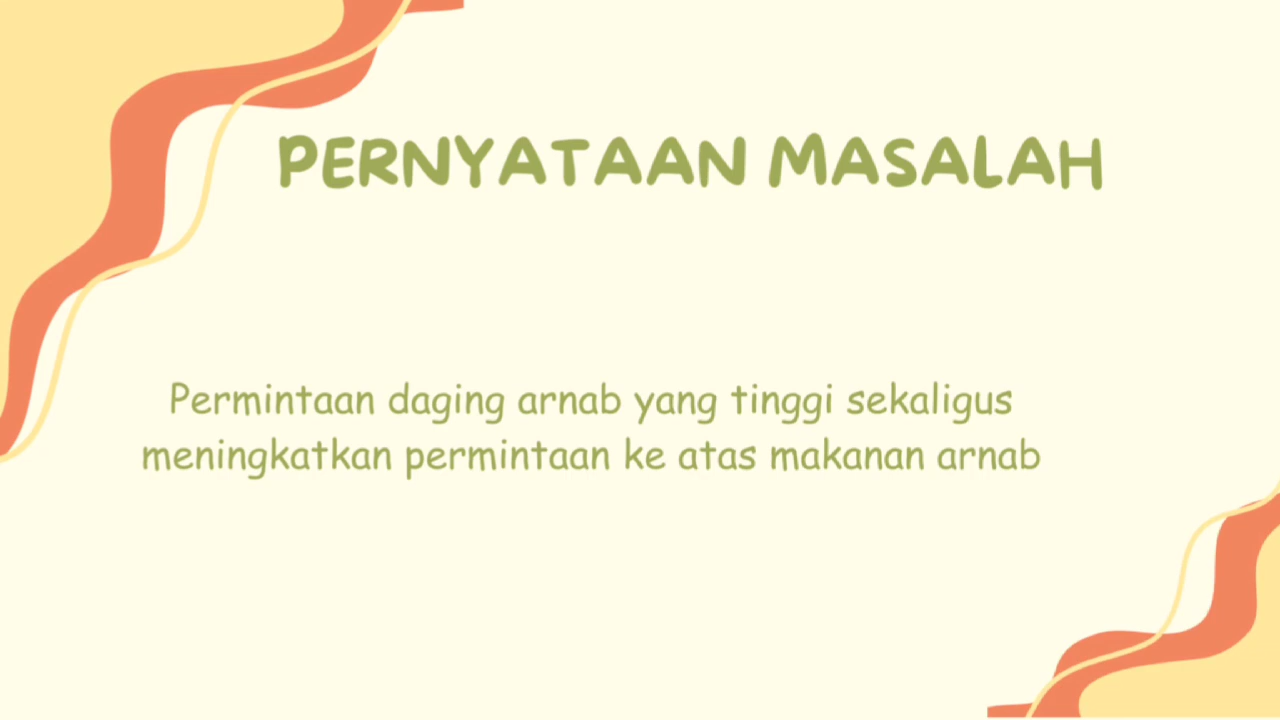 PERNYATAAN MASALAH
Permintaan daging arnab yang tinggi sekaligus
meningkatkan permintaan ke atas makanan arnab